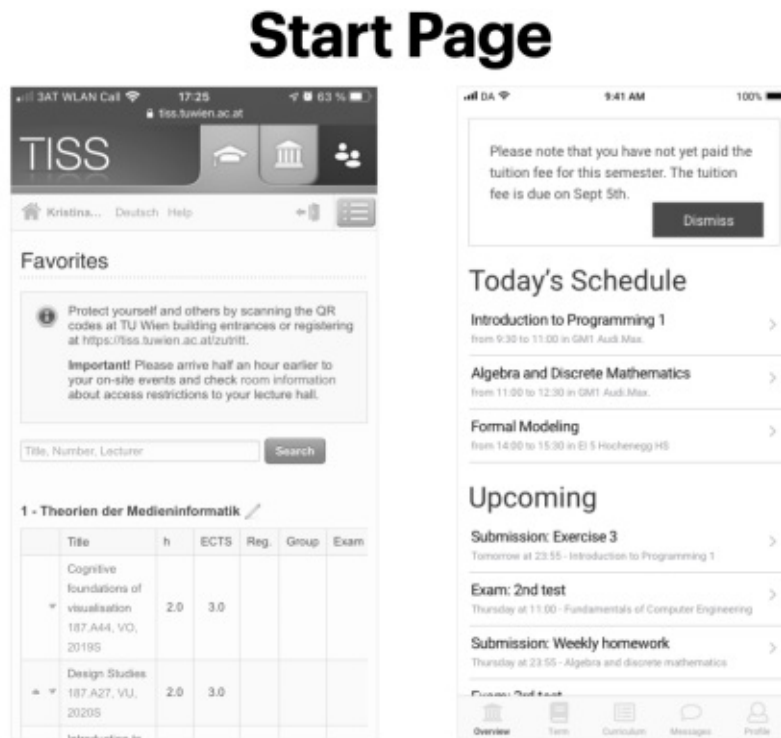 Start Page
3AT WLAN Call 17:25 63 %
tiss.tuwien.ac.at
TISS
Kristina... Deutsch Help
Favorites
Protect yourself and others by scanning the QR
codes at TU Wien building entrances or registering
at https://tiss.tuwien.ac.at/zutritt.
Important! Please arrive half an hour earlier to
your on-site events and check room information
about access restrictions to your lecture hall.
Title, Number, Lecturer Search
1 - Theorien der Medieninformatik
Title h ECTS Reg. Group Exam
Cognitive
foundations of
visualisation 2.0 3.0
187.A44, VO,
2019S
Design Studies
187.A27, VU, 2.0 3.0
2020S
Introduction to
DA 9:41 AM 100%
Please note that you have not yet paid the
tuition fee for this semester. The tuition
fee is due on Sept 5th.
Dismiss
Today's Schedule
Introduction to Programming 1
from 9:30 to 11:00 in GM1 Audi.Max.
Algebra and Discrete Mathematics
from 11:00 to 12:30 in GM1 Audi.Max.
Formal Modeling
from 14:00 to 15:30 in EI 5 Hochenegg HS
Upcoming
Submission: Exercise 3
Tomorrow at 23:55 - Introduction to Programming 1
Exam: 2nd test
Thursday at 11:00 - Fundamentals of Computer Engineering
Submission: Weekly homework
Thursday at 23:55 - Algebra and discrete mathematics
Exam: 3rd test
Overview Term Curriculum Messages Profile